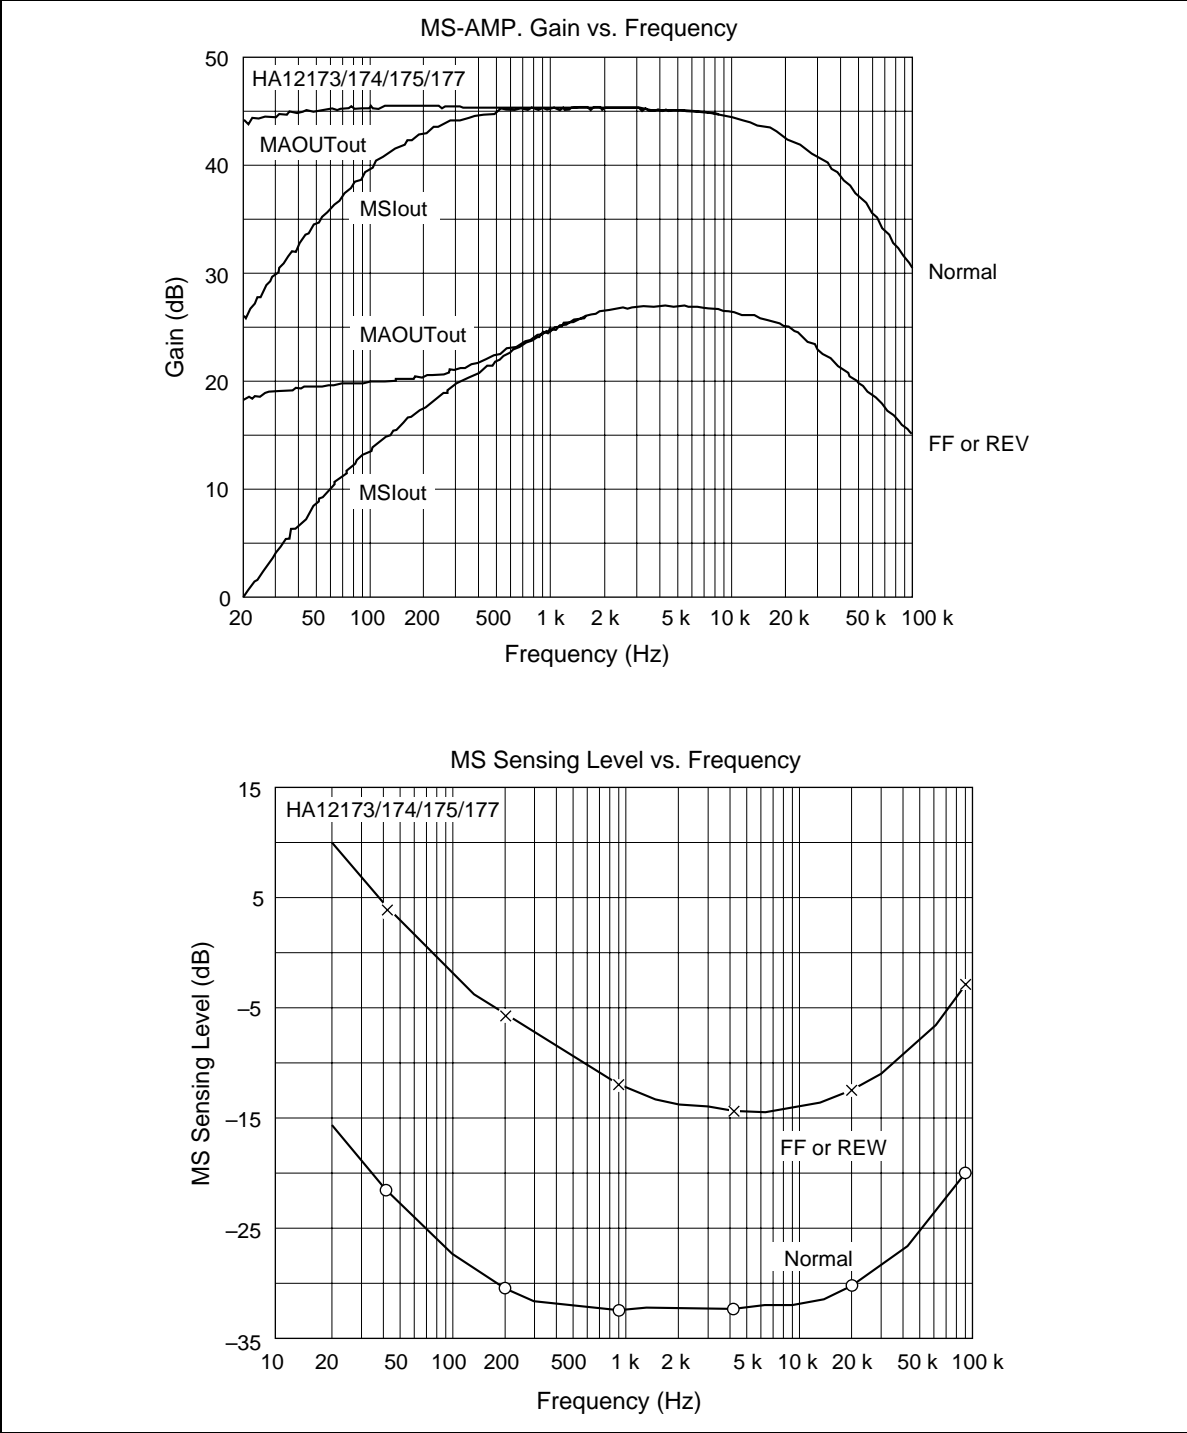 MS-AMP. Gain vs. Frequency
50
HA12173/174/175/177
MAOUTout
40
MSIout
30
Normal
Gain (dB)
MAOUTout
20
FF or REV
10
MSIout
0
20 50 100 200 500 1 k 2 k 5 k 10 k 20 k 50 k 100 k
Frequency (Hz)
MS Sensing Level vs. Frequency
15
HA12173/174/175/177
5
MS Sensing Level (dB)
–5
–15
FF or REW
–25
Normal
–35
10 20 50 100 200 500 1 k 2 k 5 k 10 k 20 k 50 k 100 k
Frequency (Hz)